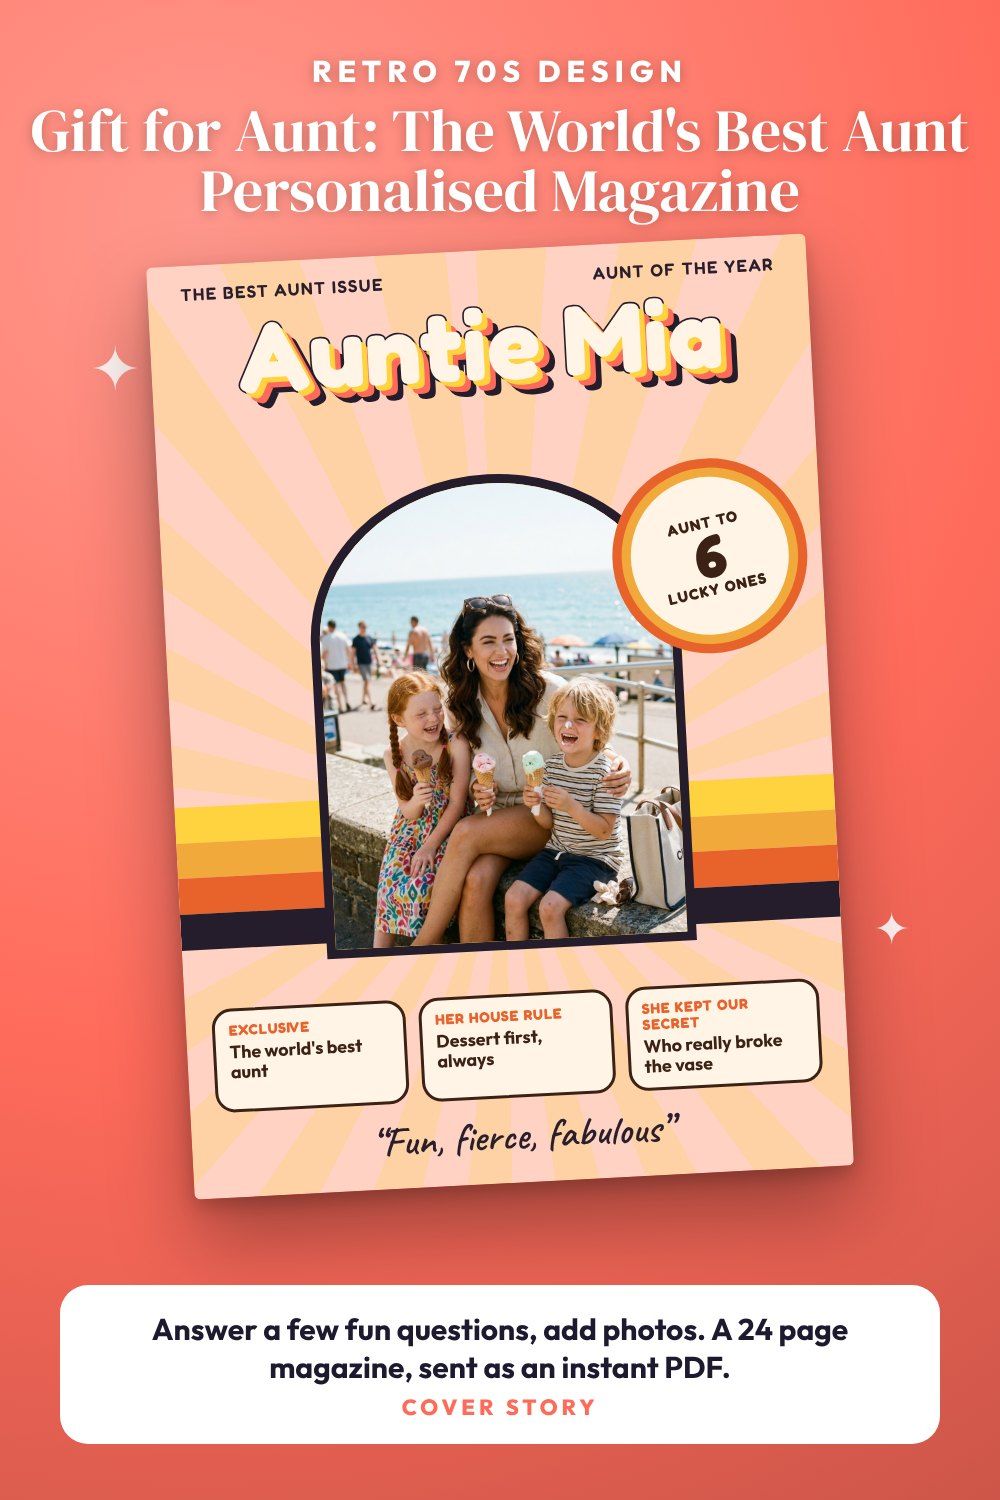 RETRO 70S DESIGN
Gift for Aunt: The World's Best Aunt
Personalised Magazine
THE BEST AUNT ISSUE
AUNT OF THE YEAR
Auntie Mia
AUNT TO
6
LUCKY ONES
EXCLUSIVE
The world's best
aunt
HER HOUSE RULE
Dessert first,
always
SHE KEPT OUR
SECRET
Who really broke
the vase
“Fun, fierce, fabulous”
Answer a few fun questions, add photos. A 24 page
magazine, sent as an instant PDF.
COVER STORY